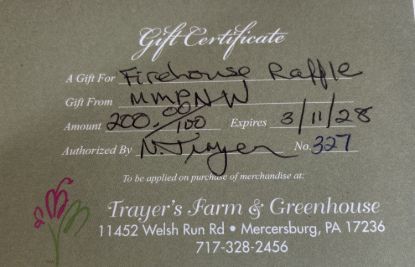 Gift Certificate
A Gift For Firehouse Raffle
Gift From MMPNW
Amount 200.00/100 Expires 3/11/28
Authorized By N. Trayer No. 327
To be applied on purchase of merchandise at:
Trayer's Farm & Greenhouse
11452 Welsh Run Rd • Mercersburg, PA 17236
717-328-2456